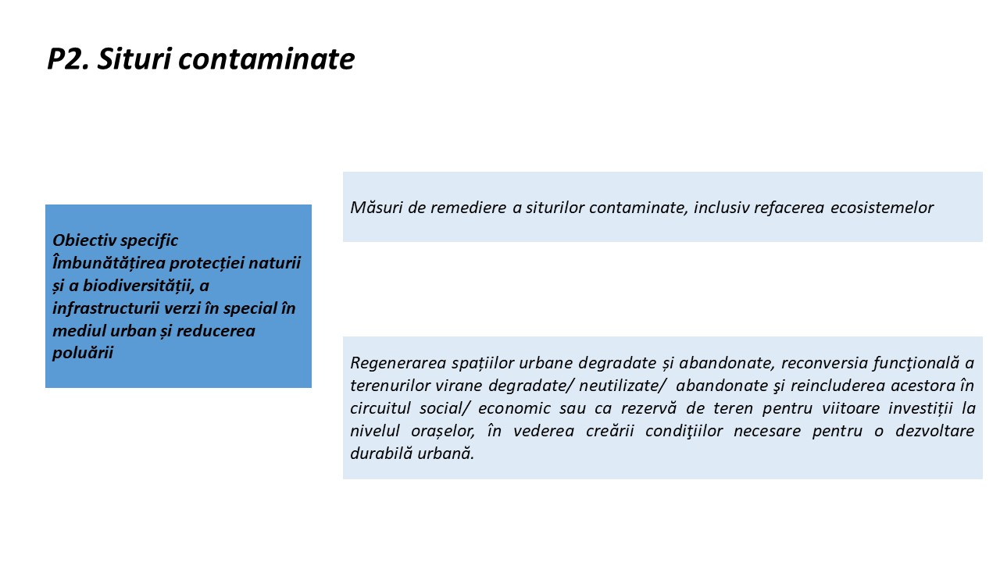 P2. Situri contaminate
Obiectiv specific
Îmbunătățirea protecției naturii
și a biodiversității, a
infrastructurii verzi în special în
mediul urban și reducerea
poluării
Măsuri de remediere a siturilor contaminate, inclusiv refacerea ecosistemelor
Regenerarea spațiilor urbane degradate și abandonate, reconversia funcţională a
terenurilor virane degradate/ neutilizate/ abandonate şi reincluderea acestora în
circuitul social/ economic sau ca rezervă de teren pentru viitoare investiții la
nivelul orașelor, în vederea creării condiţiilor necesare pentru o dezvoltare
durabilă urbană.